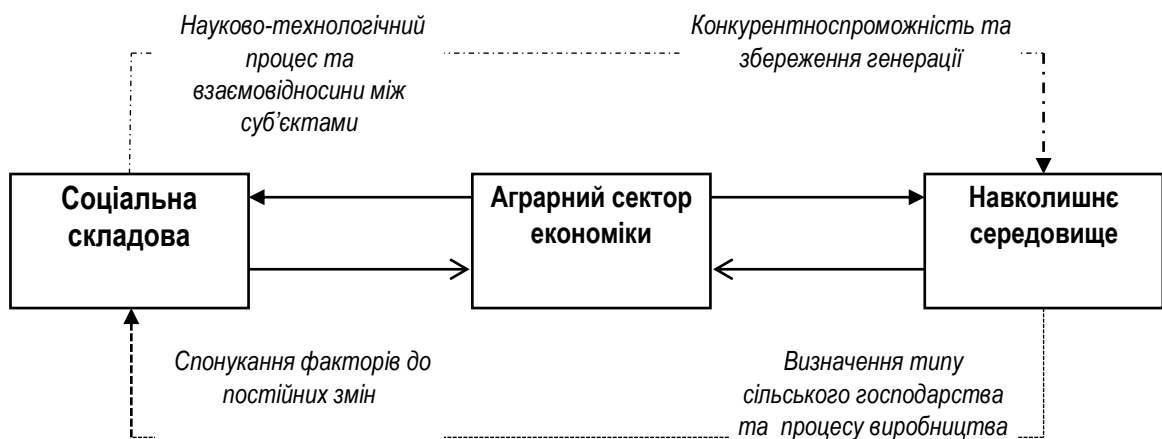 Науково-технологічний
процес та
взаємовідносини між
суб’єктами
Конкурентноспроможність та
збереження генерації
Соціальна
складова
Аграрний сектор
економіки
Навколишнє
середовище
Спонукання факторів до
постійних змін
Визначення типу
сільського господарства
та процесу виробництва